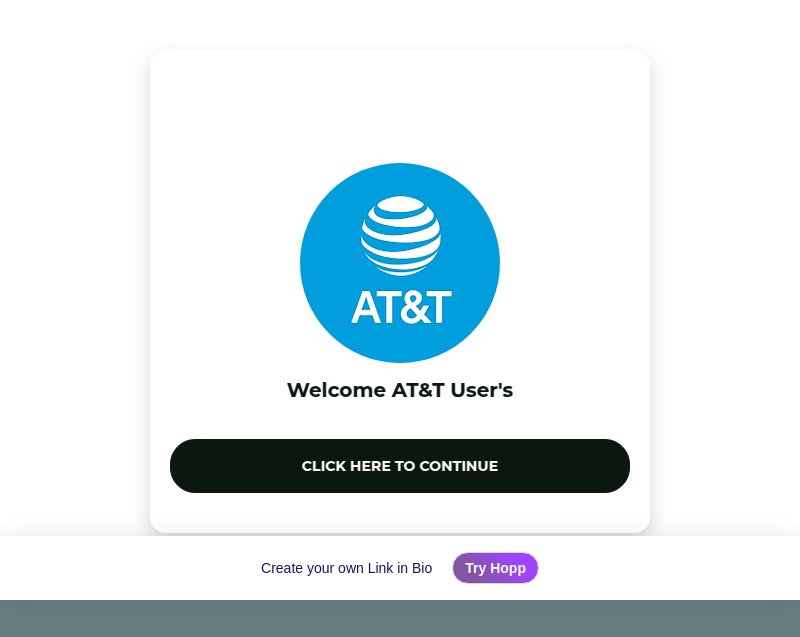 AT&T
Welcome AT&T User's
CLICK HERE TO CONTINUE
Create your own Link in Bio
Try Hopp